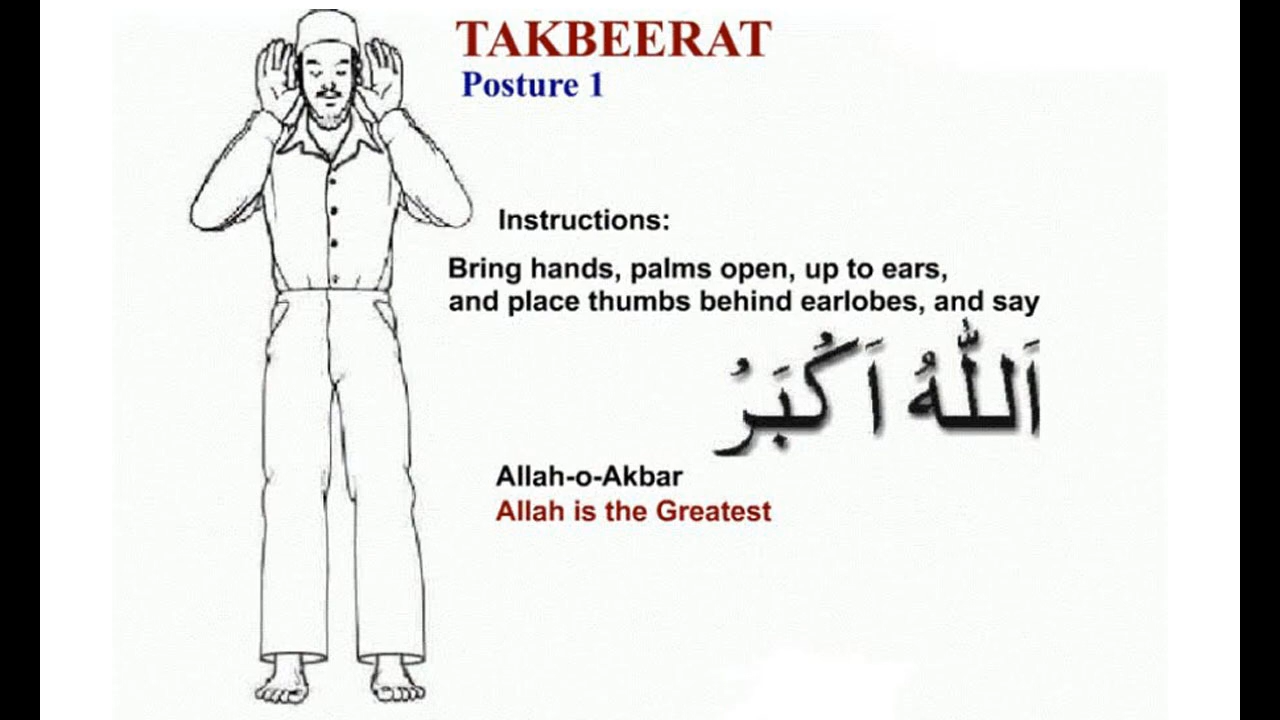 TAKBEERAT
Posture 1
Instructions:
Bring hands, palms open, up to ears,
and place thumbs behind earlobes, and say
اَللّٰهُ اَكْبَرُ
Allah-o-Akbar
Allah is the Greatest